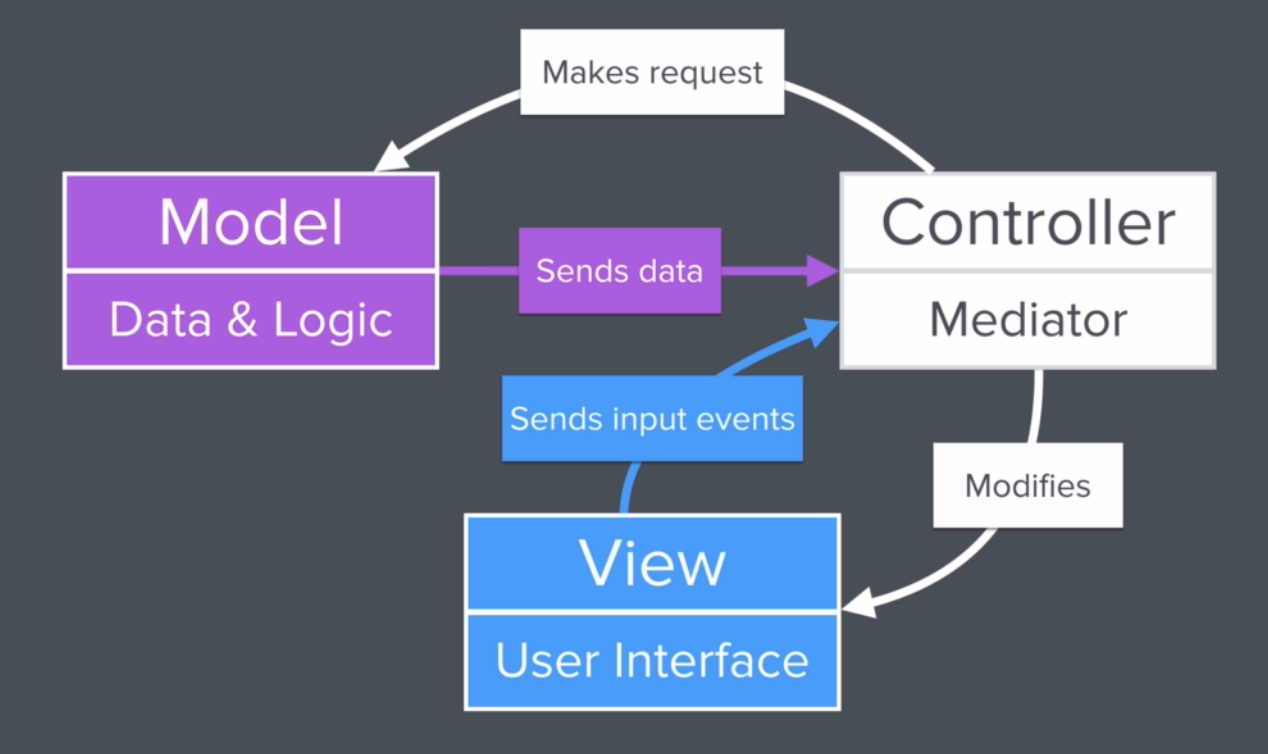 Makes request
Model
Data & Logic
Sends data
Controller
Mediator
Sends input events
Modifies
View
User Interface